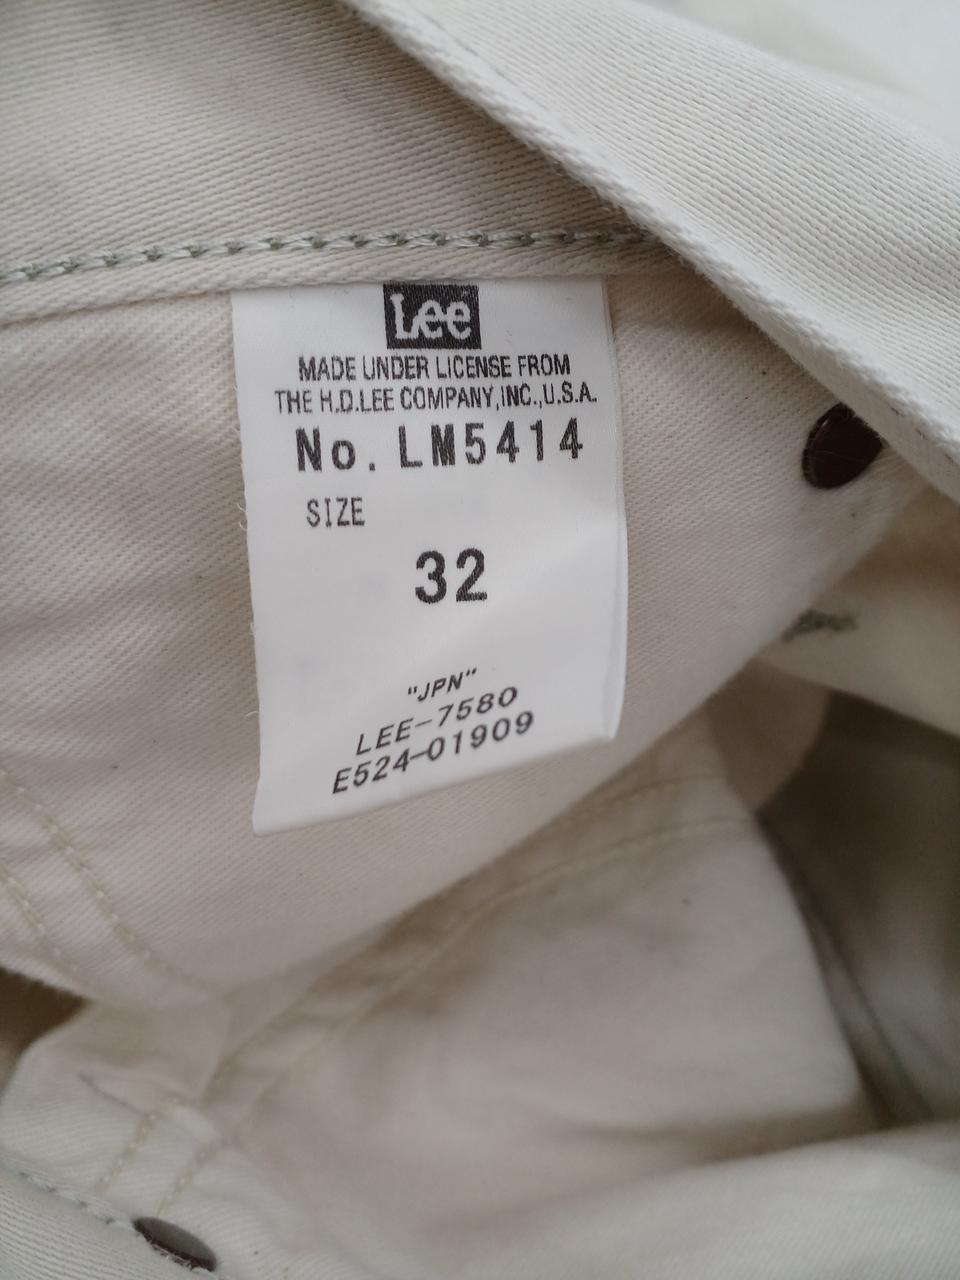 Lee
MADE UNDER LICENSE FROM
THE H.D.LEE COMPANY,INC.,U.S.A.
No. LM5414
SIZE
32
"JPN"
LEE-7580
E524-01909